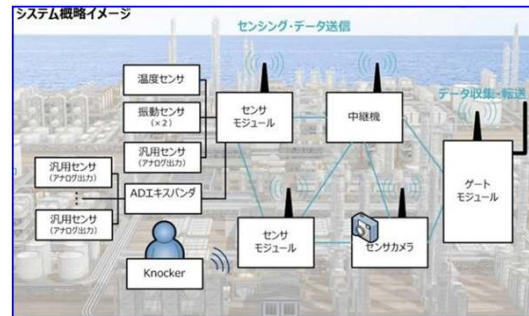 システム概略イメージ
センシング・データ送信
温度センサ
振動センサ
(×2)
センサ
モジュール
中継機
データ収集・転送
汎用センサ
(アナログ出力)
汎用センサ
(アナログ出力)
ADエキスパンダ
ゲート
モジュール
汎用センサ
(アナログ出力)
センサ
モジュール
センサカメラ
Knocker